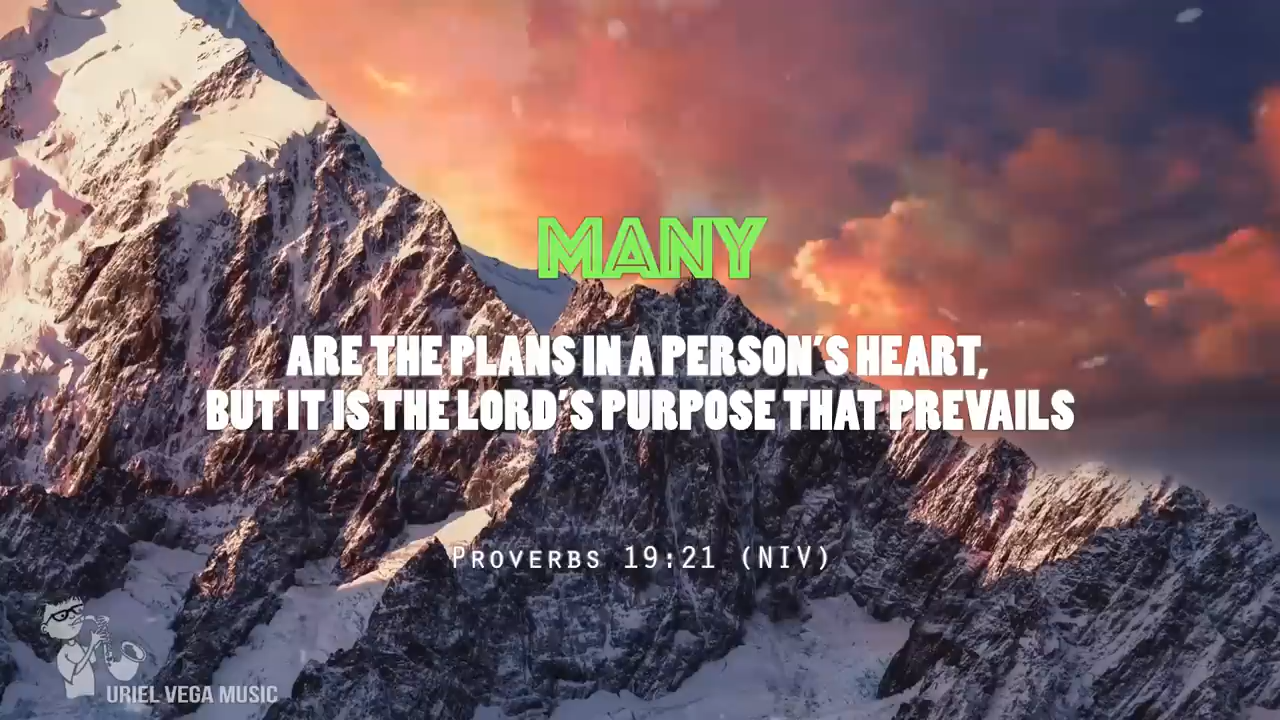 MANY
ARE THE PLANS IN A PERSON'S HEART,
BUT IT IS THE LORD'S PURPOSE THAT PREVAILS
PROVERBS 19:21 (NIV)
URIEL VEGA MUSIC